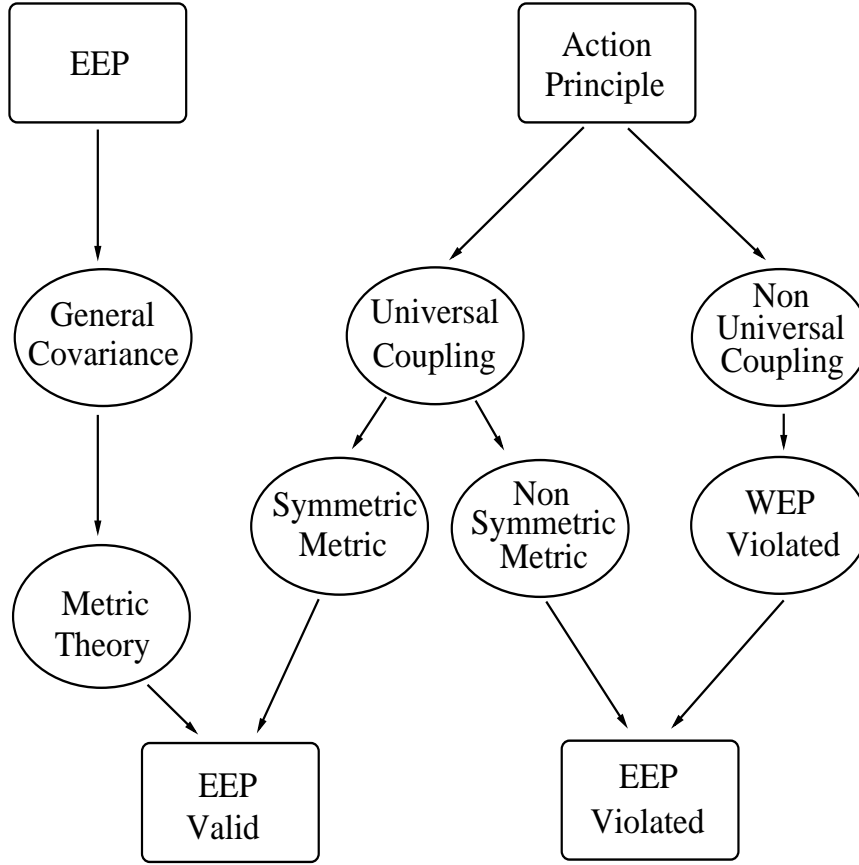 EEP
Action
Principle
General
Covariance
Universal
Coupling
Non
Universal
Coupling
Symmetric
Metric
Non
Symmetric
Metric
WEP
Violated
Metric
Theory
EEP
Valid
EEP
Violated